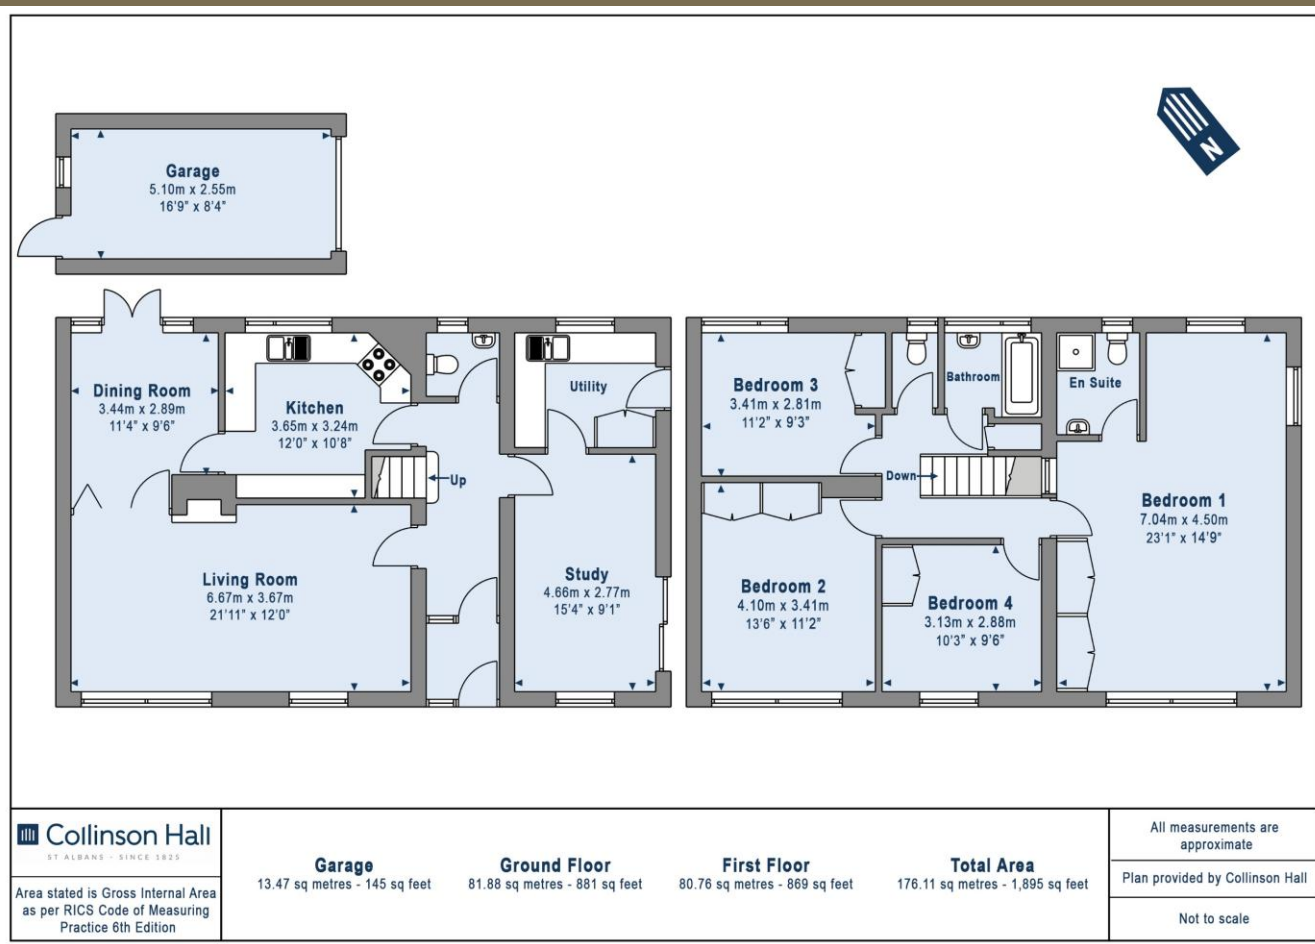 N
Garage
5.10m x 2.55m
16'9" x 8'4"
Dining Room
3.44m x 2.89m
11'4" x 9'6"
Kitchen
3.65m x 3.24m
12'0" x 10'8"
Utility
Up
Living Room
6.67m x 3.67m
21'11" x 12'0"
Study
4.66m x 2.77m
15'4" x 9'1"
Bedroom 3
3.41m x 2.81m
11'2" x 9'3"
Bathroom
En Suite
Down
Bedroom 1
7.04m x 4.50m
23'1" x 14'9"
Bedroom 2
4.10m x 3.41m
13'6" x 11'2"
Bedroom 4
3.13m x 2.88m
10'3" x 9'6"
Collinson Hall
ST ALBANS - SINCE 1825
Area stated is Gross Internal Area
as per RICS Code of Measuring
Practice 6th Edition
Garage
13.47 sq metres - 145 sq feet
Ground Floor
81.88 sq metres - 881 sq feet
First Floor
80.76 sq metres - 869 sq feet
Total Area
176.11 sq metres - 1,895 sq feet
All measurements are
approximate
Plan provided by Collinson Hall
Not to scale